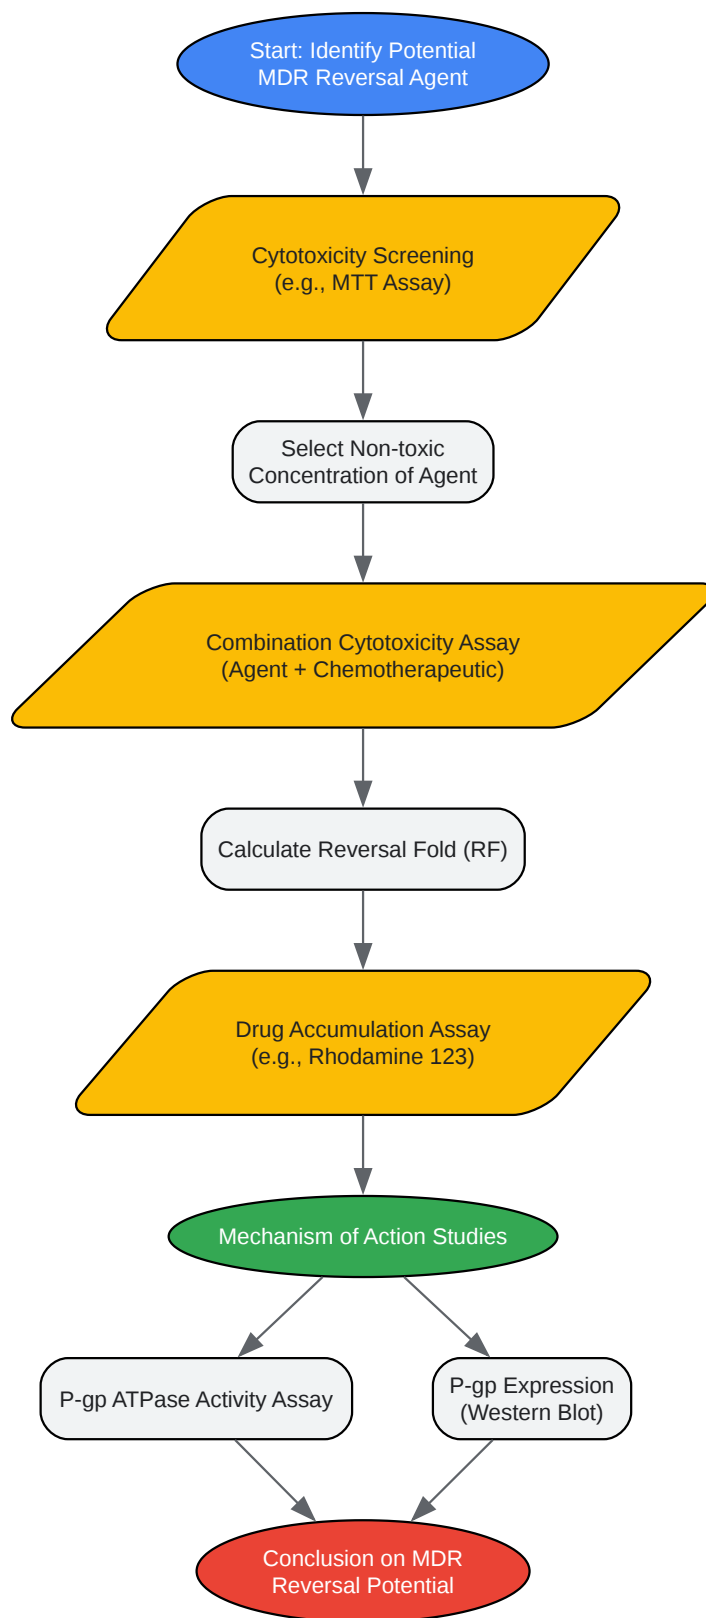 Start: Identify Potential
MDR Reversal Agent
Cytotoxicity Screening
(e.g., MTT Assay)
Select Non-toxic
Concentration of Agent
Combination Cytotoxicity Assay
(Agent + Chemotherapeutic)
Calculate Reversal Fold (RF)
Drug Accumulation Assay
(e.g., Rhodamine 123)
Mechanism of Action Studies
P-gp ATPase Activity Assay
P-gp Expression
(Western Blot)
Conclusion on MDR
Reversal Potential